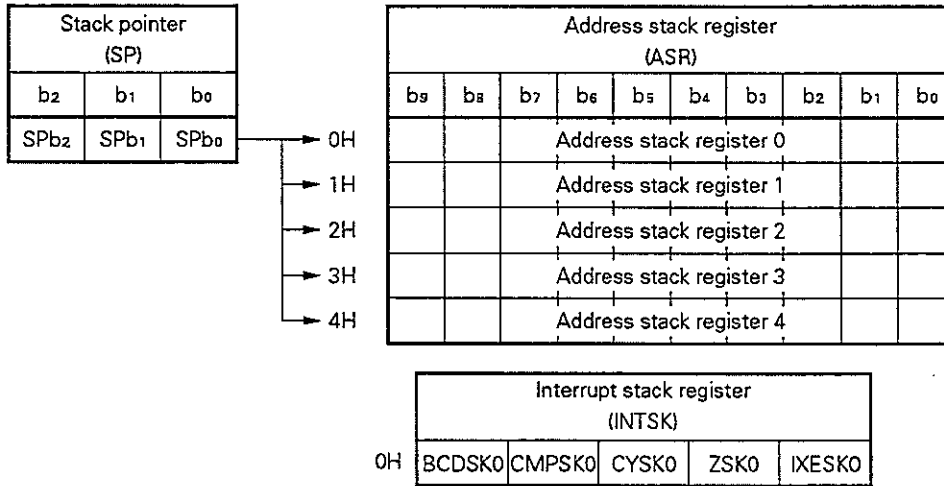 Stack pointer
(SP)
b2 b1 b0
SPb2 SPb1 SPb0
Address stack register
(ASR)
b9 b8 b7 b6 b5 b4 b3 b2 b1 b0
0H Address stack register 0
1H Address stack register 1
2H Address stack register 2
3H Address stack register 3
4H Address stack register 4
Interrupt stack register
(INTSK)
0H BCDSK0 CMPSK0 CYSK0 ZSK0 IXESK0